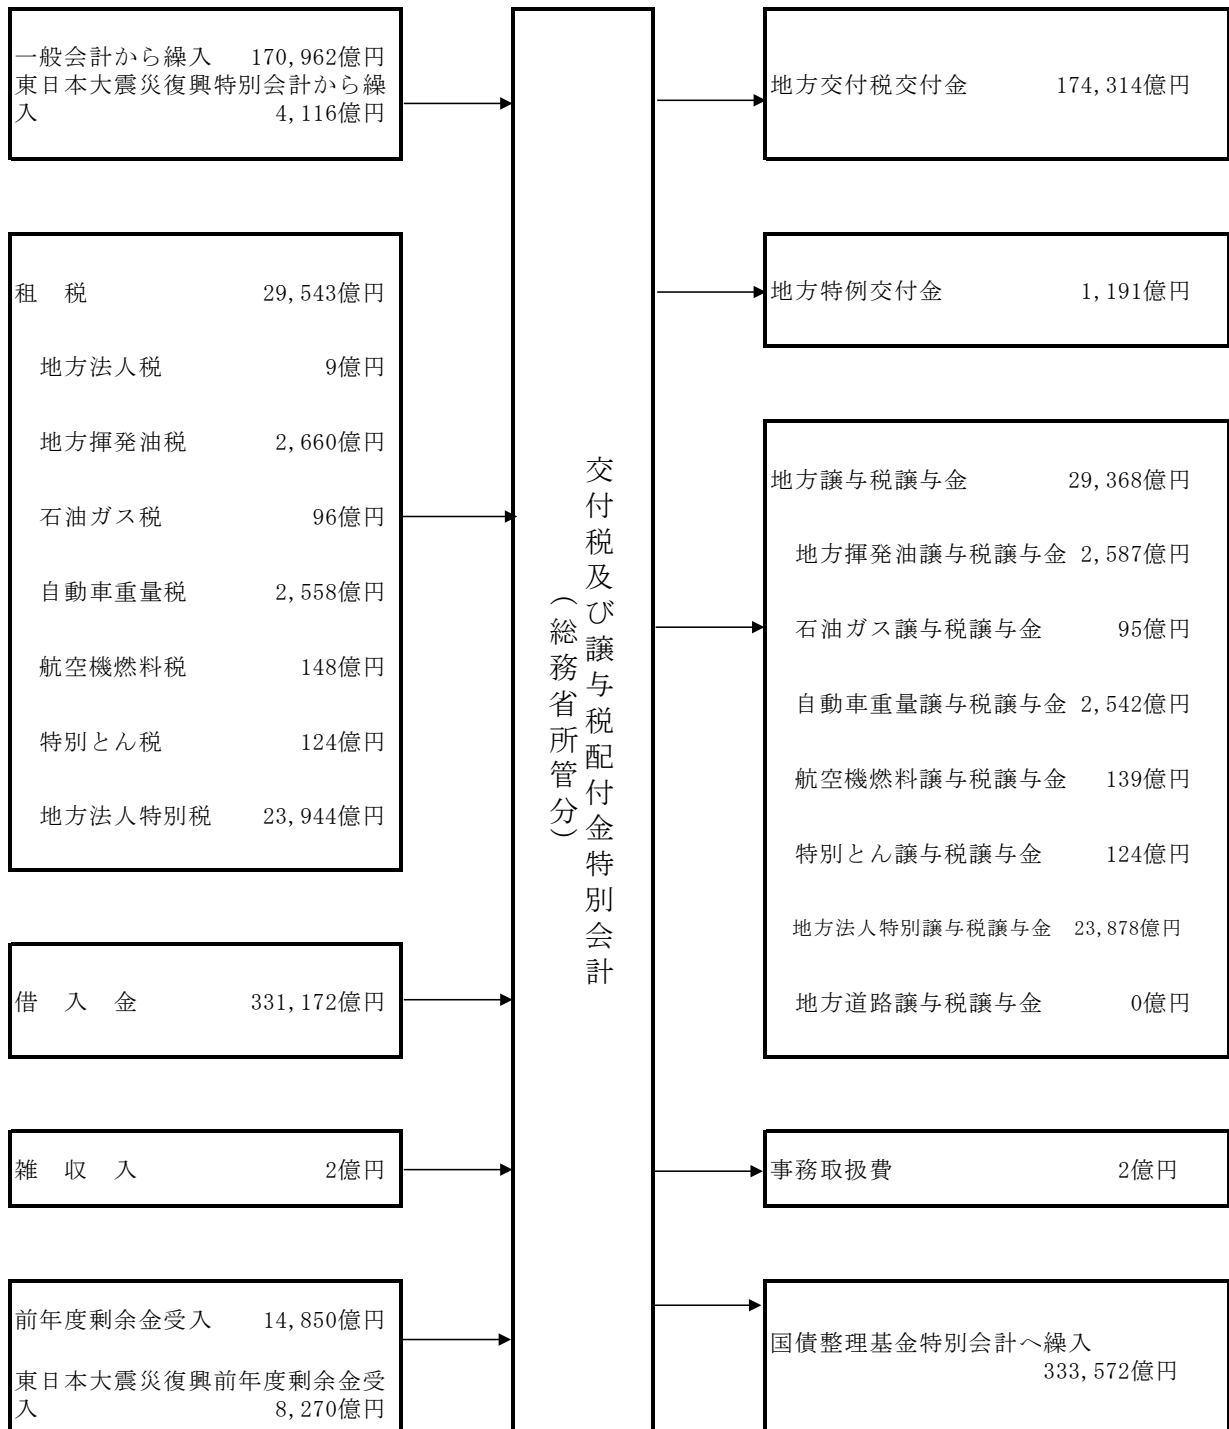 一般会計から繰入 170,962億円
東日本大震災復興特別会計から繰
入 4,116億円
租 税 29,543億円
地方法人税 9億円
地方揮発油税 2,660億円
石油ガス税 96億円
自動車重量税 2,558億円
航空機燃料税 148億円
特別とん税 124億円
地方法人特別税 23,944億円
借 入 金 331,172億円
雑 収 入 2億円
前年度剰余金受入 14,850億円
東日本大震災復興前年度剰余金受
入 8,270億円
交付税及び譲与税配付金特別会計
（総務省所管分）
地方交付税交付金 174,314億円
地方特例交付金 1,191億円
地方譲与税譲与金 29,368億円
地方揮発油譲与税譲与金 2,587億円
石油ガス譲与税譲与金 95億円
自動車重量譲与税譲与金 2,542億円
航空機燃料譲与税譲与金 139億円
特別とん譲与税譲与金 124億円
地方法人特別譲与税譲与金 23,878億円
地方道路譲与税譲与金 0億円
事務取扱費 2億円
国債整理基金特別会計へ繰入
333,572億円